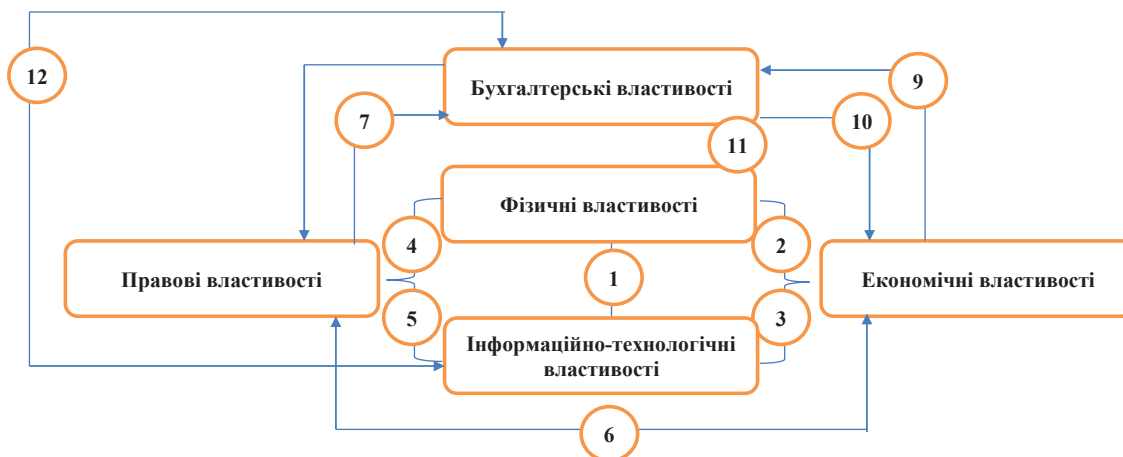 12
Бухгалтерські властивості
9
7
10
11
Фізичні властивості
4
2
Правові властивості
1
Економічні властивості
5
3
Інформаційно-технологічні
властивості
6